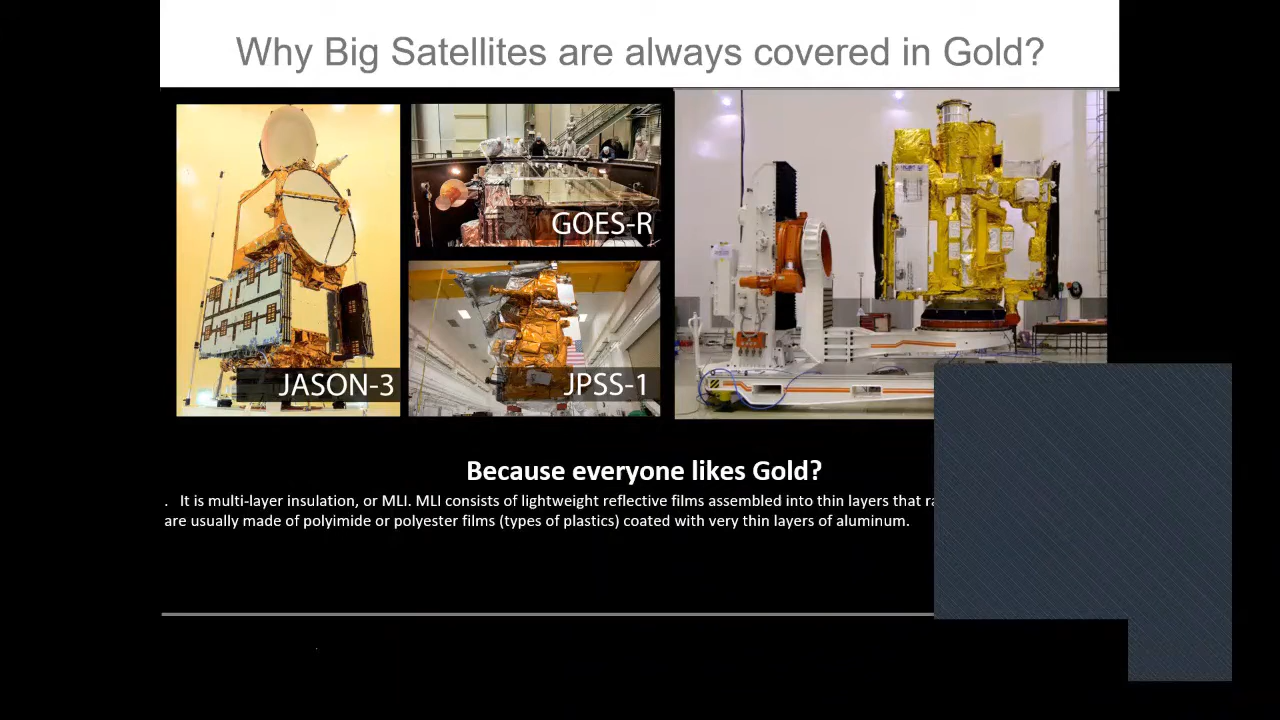 Why Big Satellites are always covered in Gold?
GOES-R
JASON-3
JPSS-1
Because everyone likes Gold?
. It is multi-layer insulation, or MLI. MLI consists of lightweight reflective films assembled into thin layers that
are usually made of polyimide or polyester films (types of plastics) coated with very thin layers of aluminum.